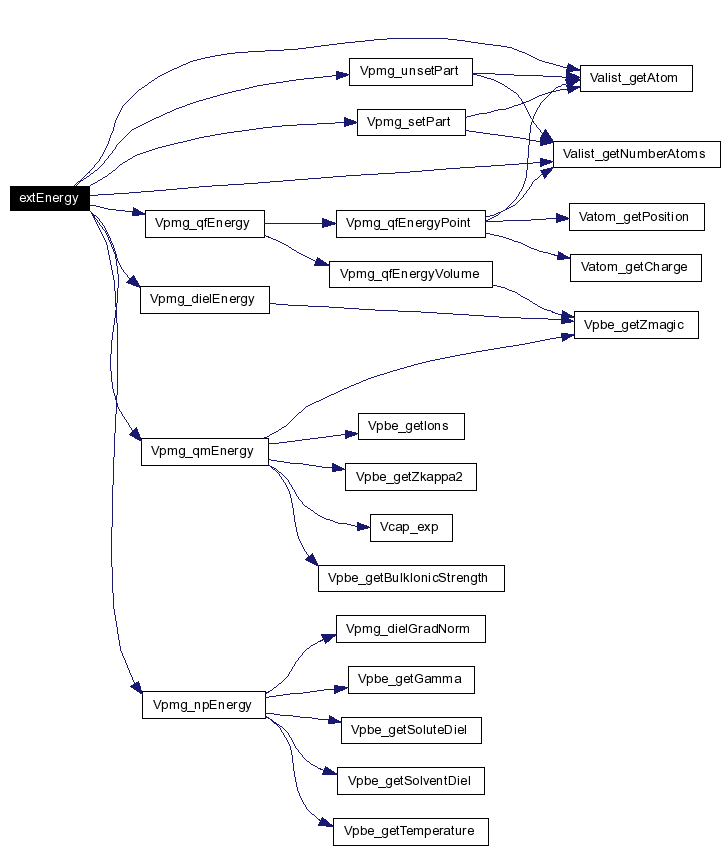 Vpmg_unsetPart
Valist_getAtom
Vpmg_setPart
Valist_getNumberAtoms
extEnergy
Vpmg_qfEnergy
Vpmg_qfEnergyPoint
Vatom_getPosition
Vpmg_qfEnergyVolume
Vatom_getCharge
Vpmg_dielEnergy
Vpbe_getZmagic
Vpbe_getIons
Vpmg_qmEnergy
Vpbe_getZkappa2
Vcap_exp
Vpbe_getBulkIonicStrength
Vpmg_dielGradNorm
Vpbe_getGamma
Vpmg_npEnergy
Vpbe_getSoluteDiel
Vpbe_getSolventDiel
Vpbe_getTemperature